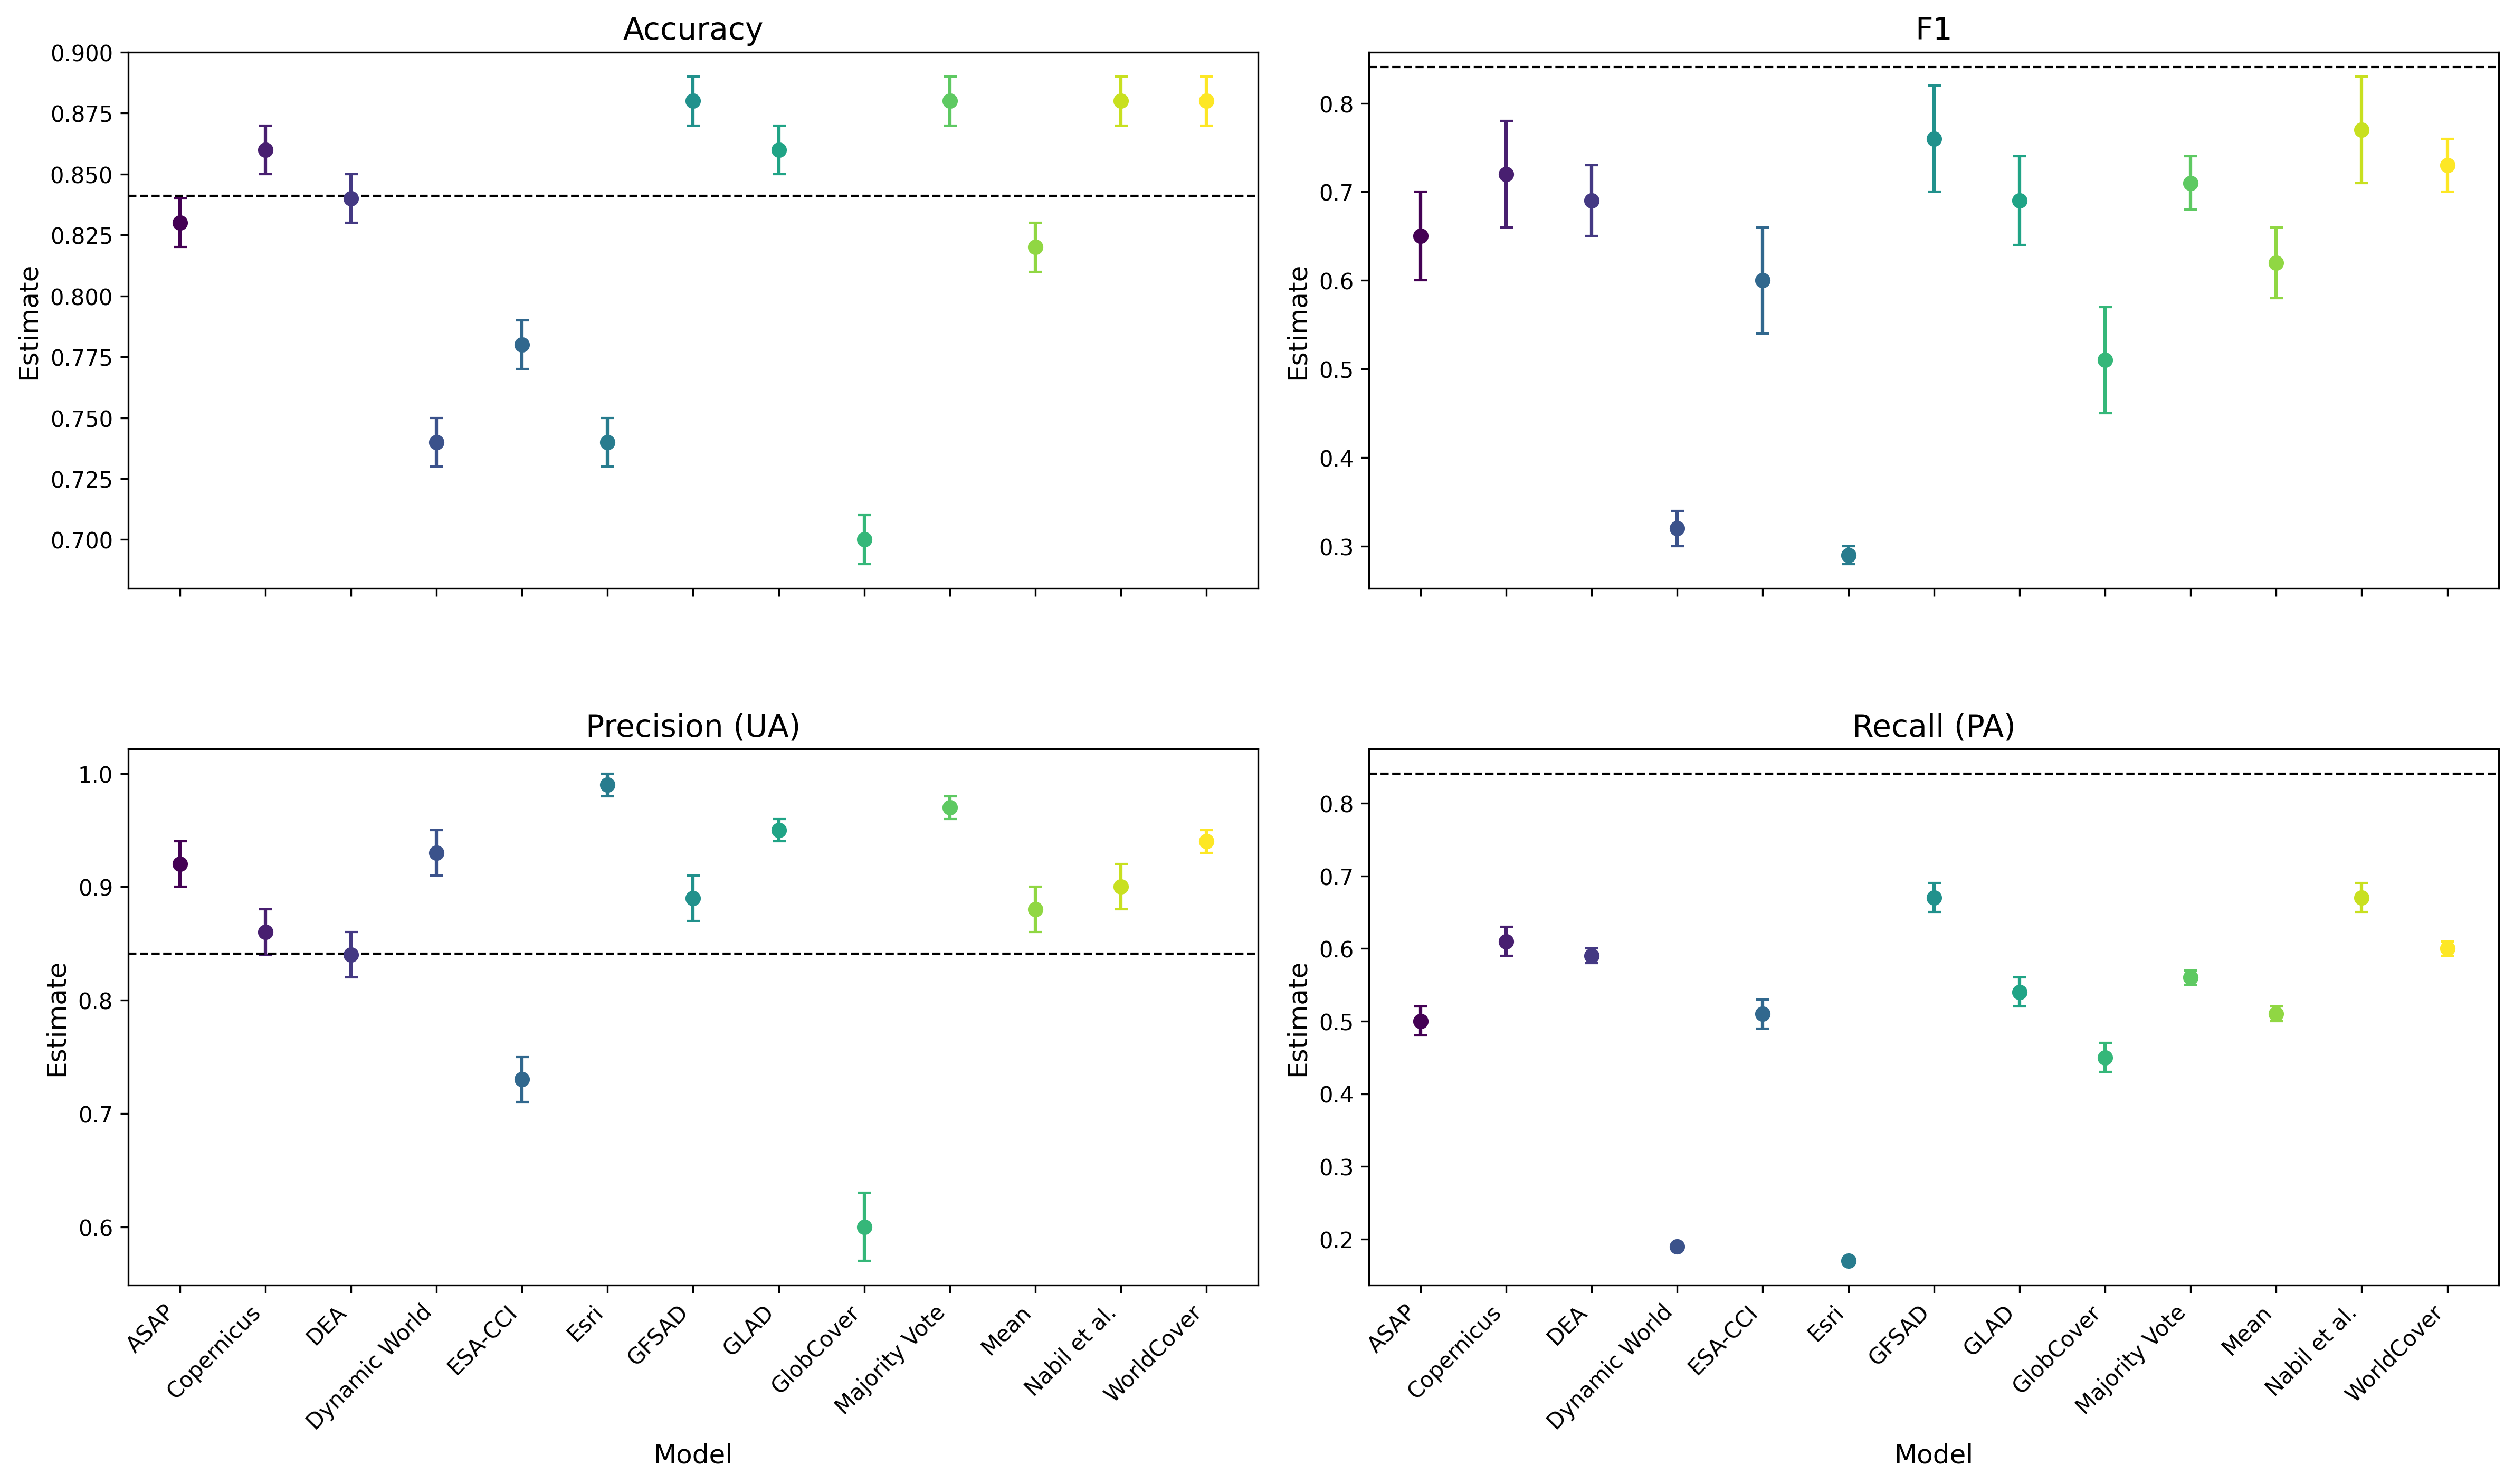 Accuracy
Estimate
0.900
0.875
0.850
0.825
0.800
0.775
0.750
0.725
0.700
F1
Estimate
0.8
0.7
0.6
0.5
0.4
0.3
Precision (UA)
Estimate
1.0
0.9
0.8
0.7
0.6
ASAP
Copernicus
DEA
Dynamic World
ESA-CCI
Esri
GFSAD
GLAD
GlobCover
Majority Vote
Mean
Nabil et al.
WorldCover
Model
Recall (PA)
Estimate
0.8
0.7
0.6
0.5
0.4
0.3
0.2
ASAP
Copernicus
DEA
Dynamic World
ESA-CCI
Esri
GFSAD
GLAD
GlobCover
Majority Vote
Mean
Nabil et al.
WorldCover
Model